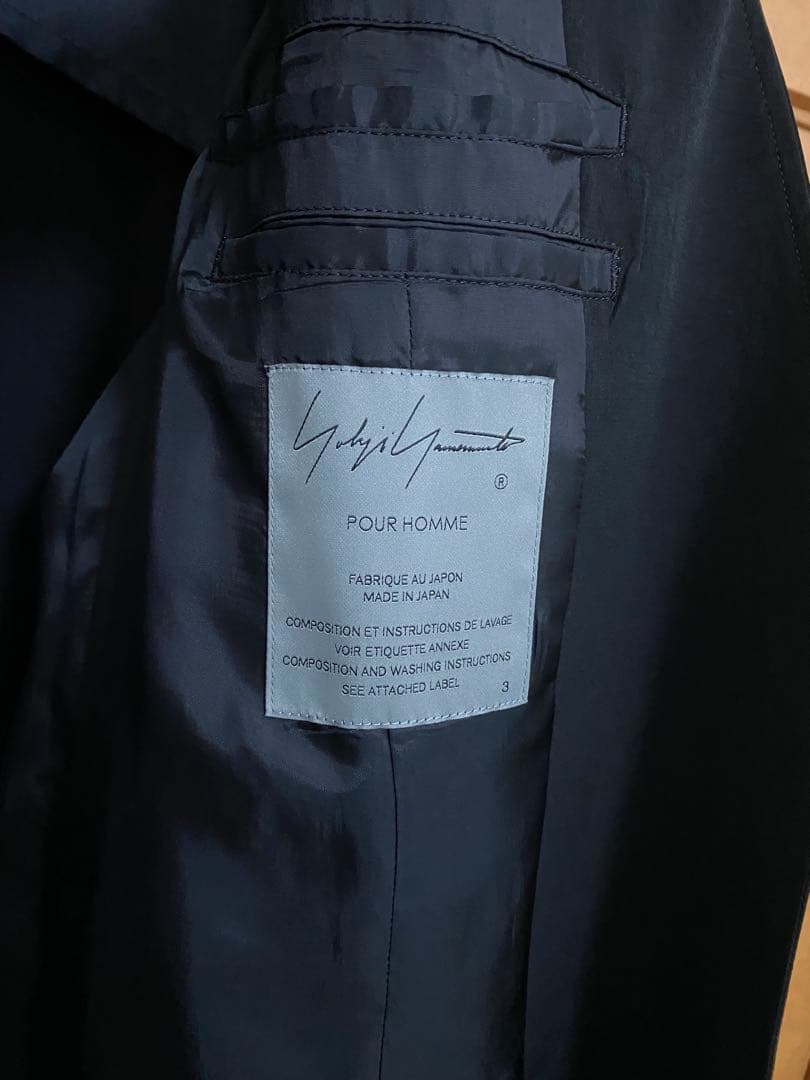 Yohji Yamamoto
®
POUR HOMME
FABRIQUE AU JAPON
MADE IN JAPAN
COMPOSITION ET INSTRUCTIONS DE LAVAGE
VOIR ETIQUETTE ANNEXE
COMPOSITION AND WASHING INSTRUCTIONS
SEE ATTACHED LABEL
3